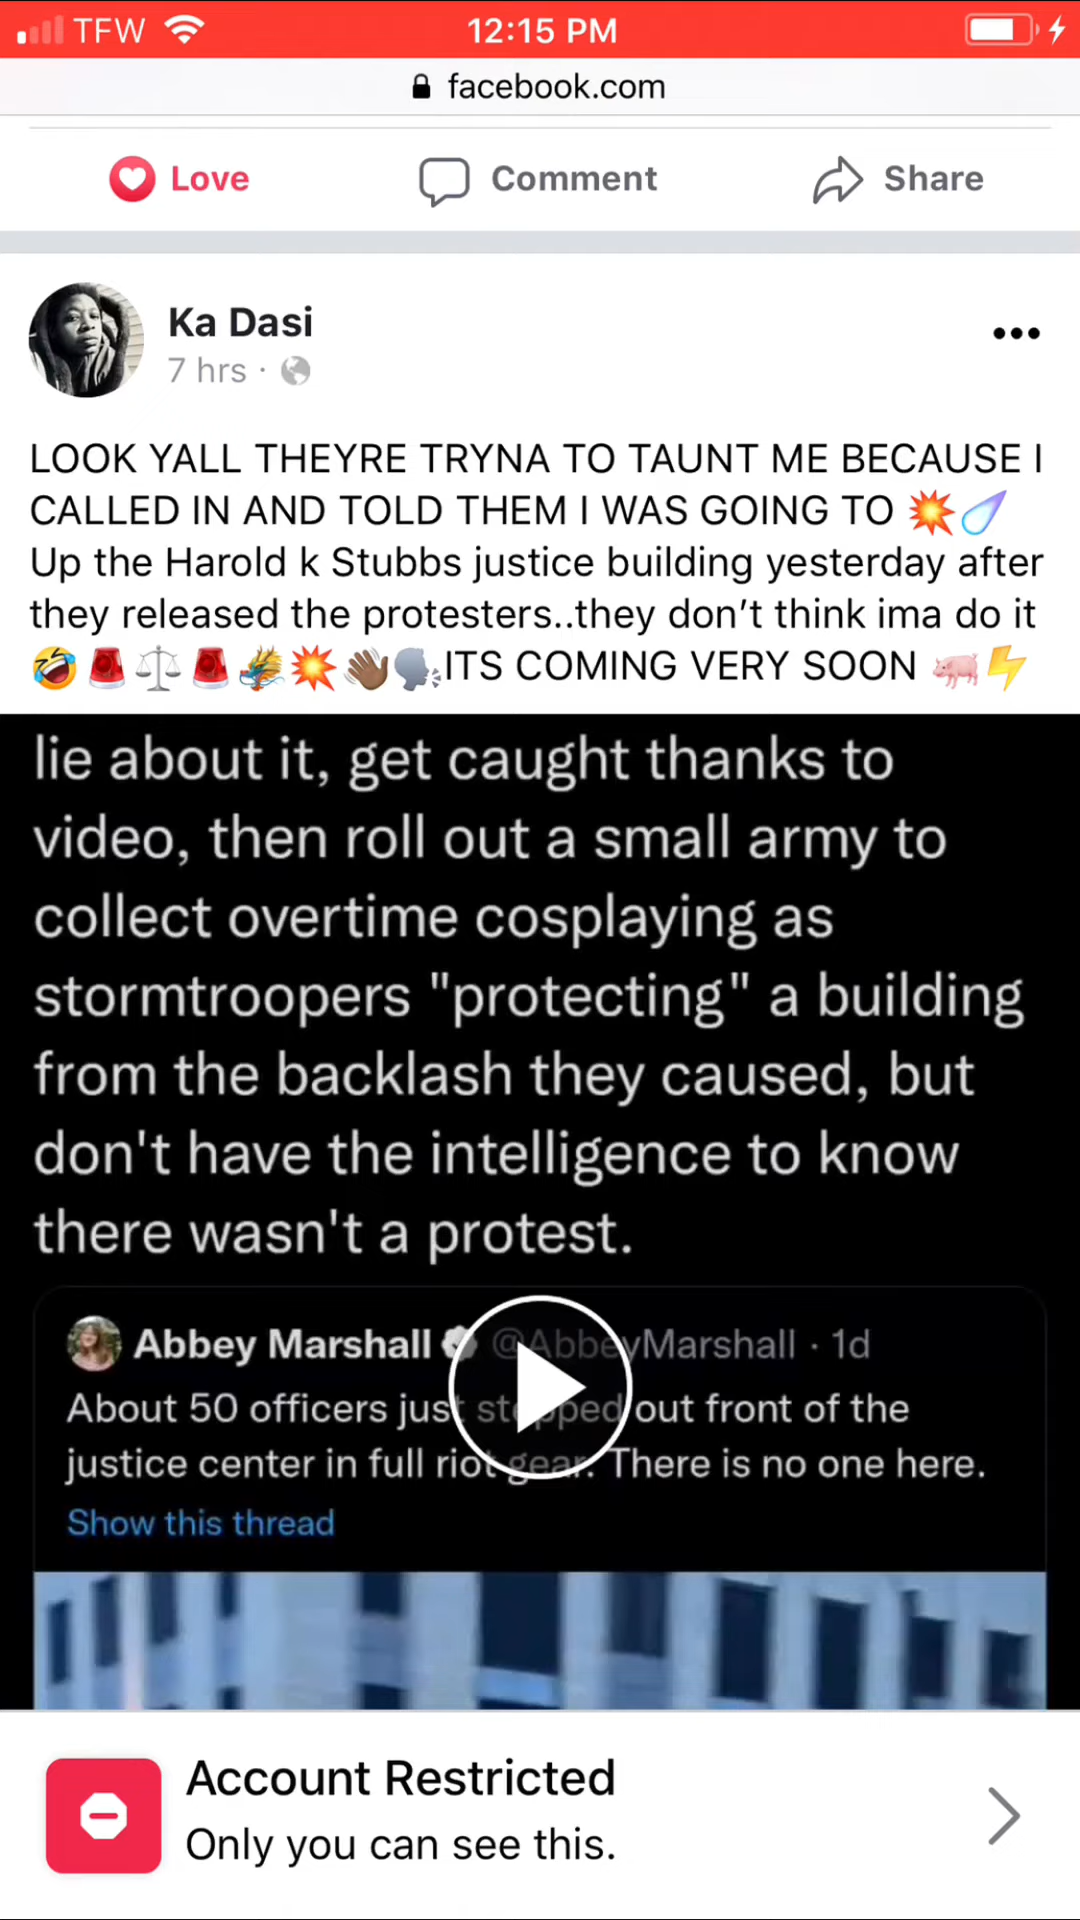 TFW
12:15 PM
facebook.com
Love
Comment
Share
Ka Dasi
7 hrs ·
LOOK YALL THEYRE TRYNA TO TAUNT ME BECAUSE I
CALLED IN AND TOLD THEM I WAS GOING TO 💥☄️
Up the Harold k Stubbs justice building yesterday after
they released the protesters..they don’t think ima do it
🤣🚨⚖️🚨🐉💥👋🏾🗣️ITS COMING VERY SOON 🐖⚡
lie about it, get caught thanks to
video, then roll out a small army to
collect overtime cosplaying as
stormtroopers "protecting" a building
from the backlash they caused, but
don't have the intelligence to know
there wasn't a protest.
Abbey Marshall @AbbeyMarshall · 1d
About 50 officers just stepped out front of the
justice center in full riot gear. There is no one here.
Show this thread
Account Restricted
Only you can see this.